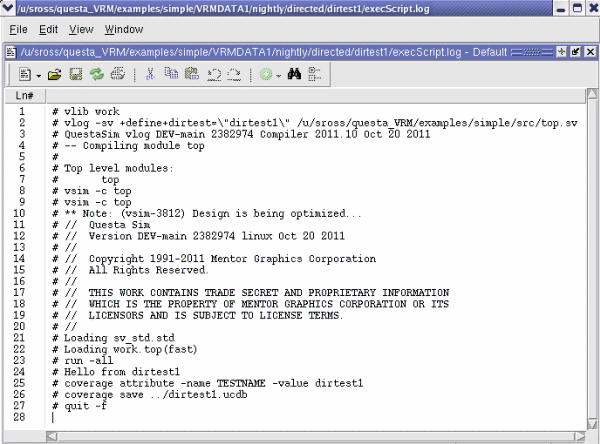 /u/sross/questa_VRM/examples/simple/VRMDATA1/nightly/directed/dirtest1/execScript.log
File Edit View Window
/u/sross/questa_VRM/examples/simple/VRMDATA1/nightly/directed/dirtest1/execScript.log - Default
Ln#
1 # vlib work
2 # vlog -sv +define+dirtest=\"dirtest1\" /u/sross/questa_VRM/examples/simple/src/top.sv
3 # QuestaSim vlog DEV-main 2382974 Compiler 2011.10 Oct 20 2011
4 # -- Compiling module top
5 #
6 # Top level modules:
7 # top
8 # vsim -c top
9 # vsim -c top
10 # ** Note: (vsim-3812) Design is being optimized...
11 # // Questa Sim
12 # // Version DEV-main 2382974 linux Oct 20 2011
13 # //
14 # // Copyright 1991-2011 Mentor Graphics Corporation
15 # // All Rights Reserved.
16 # //
17 # // THIS WORK CONTAINS TRADE SECRET AND PROPRIETARY INFORMATION
18 # // WHICH IS THE PROPERTY OF MENTOR GRAPHICS CORPORATION OR ITS
19 # // LICENSORS AND IS SUBJECT TO LICENSE TERMS.
20 # //
21 # Loading sv_std.std
22 # Loading work.top(fast)
23 # run -all
24 # Hello from dirtest1
25 # coverage attribute -name TESTNAME -value dirtest1
26 # coverage save ../dirtest1.ucdb
27 # quit -f
28